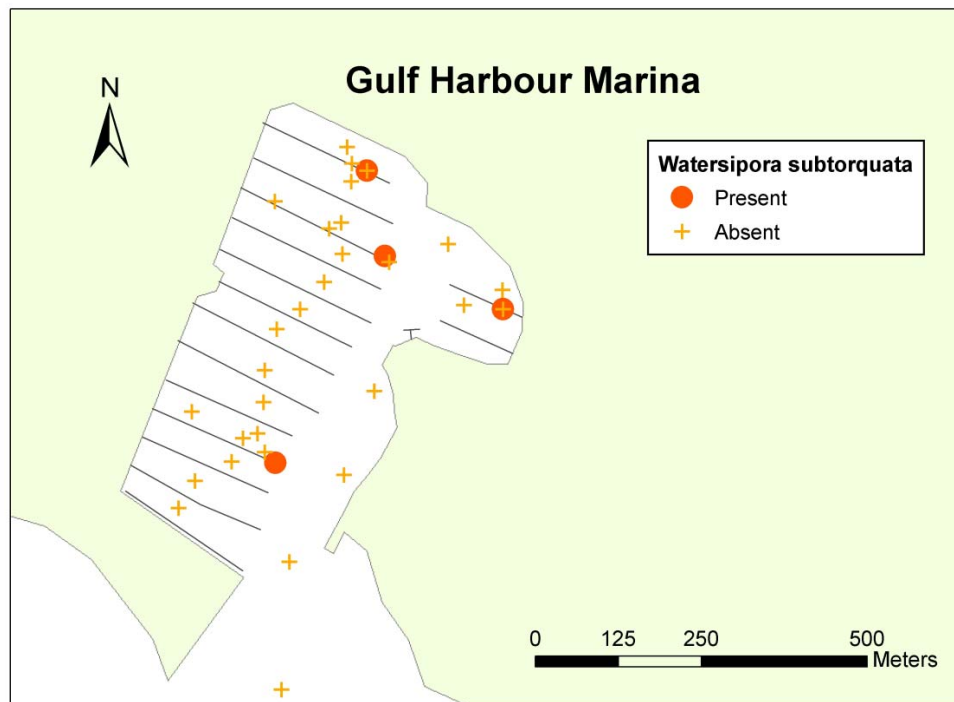 Gulf Harbour Marina
N
Watersipora subtorquata
Present
Absent
0 125 250 500
Meters